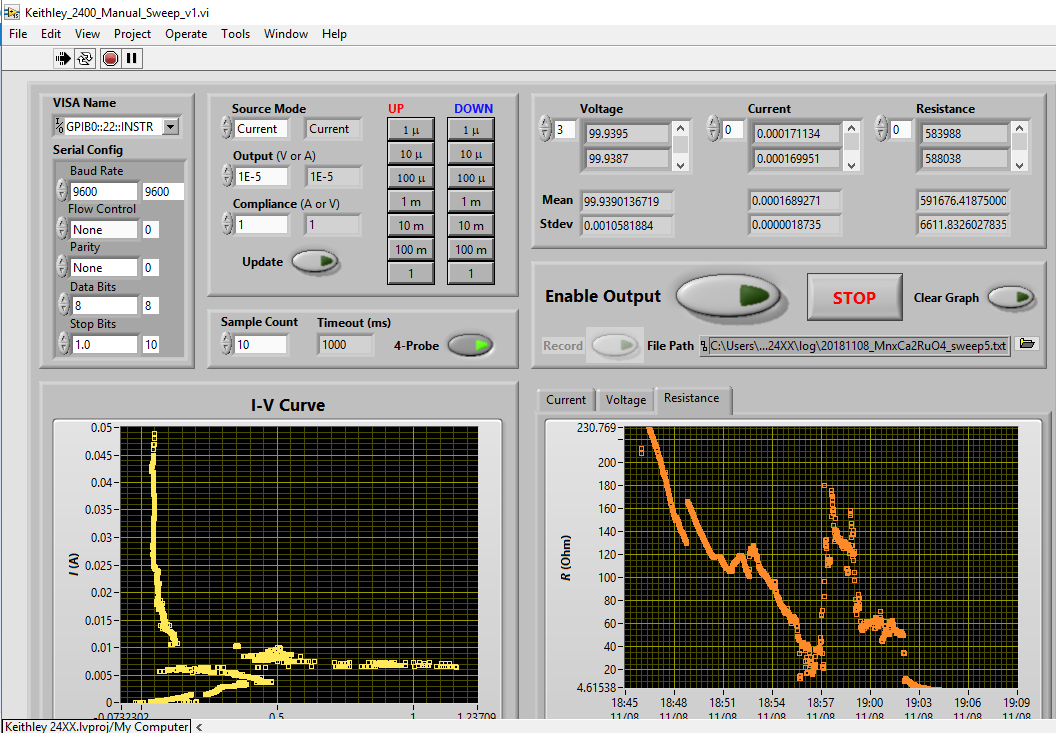 Keithley_2400_Manual_Sweep_v1.vi
File Edit View Project Operate Tools Window Help
VISA Name
GPIB0::22::INSTR
Serial Config
Baud Rate
9600 9600
Flow Control
None 0
Parity
None 0
Data Bits
8 8
Stop Bits
1.0 10
Source Mode
Current Current
Output (V or A)
1E-5 1E-5
Compliance (A or V)
1 1
Update
UP DOWN
1 µ 1 µ
10 µ 10 µ
100 µ 100 µ
1 m 1 m
10 m 10 m
100 m 100 m
1 1
Sample Count Timeout (ms)
10 1000 4-Probe
Voltage Current Resistance
3 99.9395 0 0.000171134 0 583988
99.9387 0.000169951 588038
Mean 99.9390136719 0.0001689271 591676.41875000
Stdev 0.0010581884 0.0000018735 6611.8326027835
Enable Output STOP Clear Graph
Record File Path C:\Users\...24XX\log\20181108_MnxCa2RuO4_sweep5.txt
I-V Curve
0.05
0.045
0.04
0.035
0.03
0.025
0.02
0.015
0.01
0.005
0
I (A)
-0.0732302 0.5 1 1.23709
Current Voltage Resistance
230.769
200
180
160
140
120
100
80
60
40
20
4.61538
R (Ohm)
18:45 18:48 18:51 18:54 18:57 19:00 19:03 19:06 19:09
11/08 11/08 11/08 11/08 11/08 11/08 11/08 11/08 11/08
Keithley 24XX.lvproj/My Computer <